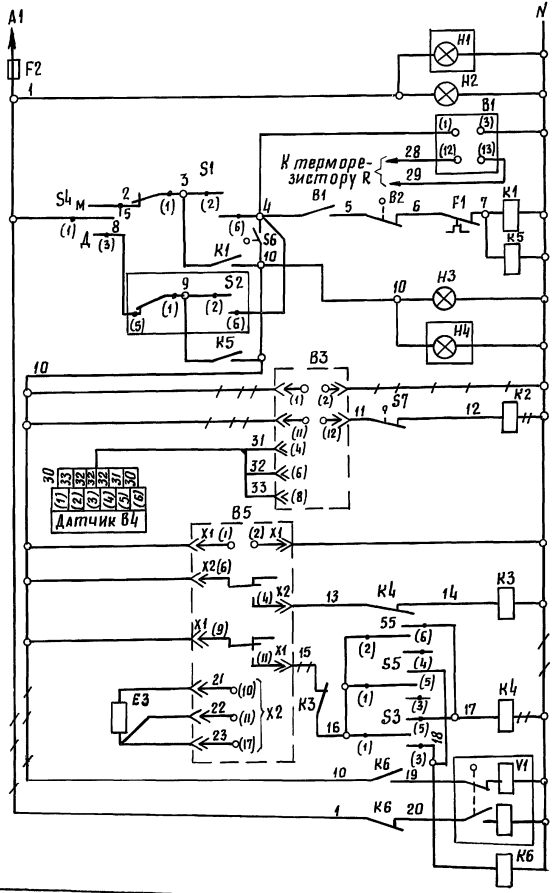 A1
N
H1
F2
1
H2
B1
(1) (3)
К терморе-
зистору R
28
(12) (13)
29
S1
3
S4 М 2
5
(1) (2)
4
B1 5
B2
6
F1
7
K1
(1)
Д 8
(3)
(6)
S6
K1
10
K5
9
S2
(1) (2)
(5) (6)
10
H3
H4
K5
10
B3
(1) (2)
S7
K2
(11) (12)
11
12
31 (4)
32 (6)
33 (8)
30 33 32 32 32 31 30
(1) (2) (3) (4) (5) (6)
Датчик B4
B5
X1 (1) (2) X1
X2 (6)
(4) X2
13
K4
14
K3
X1 (9)
(11) X1
15
S5
(2) (6)
S5 (4)
K3
(1) (5)
(3)
S3 (5)
16
(1) (3)
17
18
K4
E3
21 (10)
22 (11)
23 (17)
X2
10
K6
19
V1
1
K6
20
K6